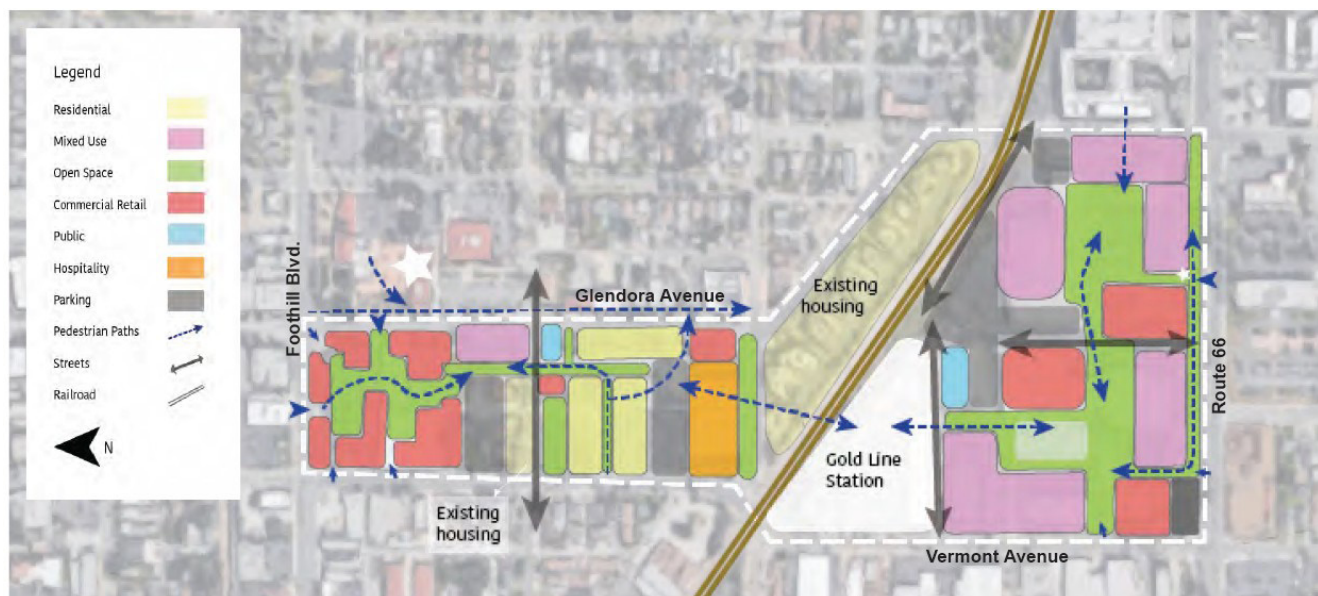 Legend
Residential
Mixed Use
Open Space
Commercial Retail
Public
Hospitality
Parking
Pedestrian Paths
Streets
Railroad
N
Foothill Blvd.
Glendora Avenue
Existing
housing
Existing
housing
Gold Line
Station
Vermont Avenue
Route 66